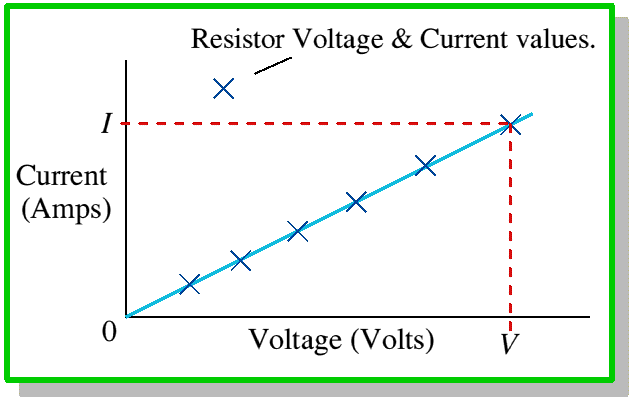 Resistor Voltage & Current values.
I
Current
(Amps)
0
Voltage (Volts)
V